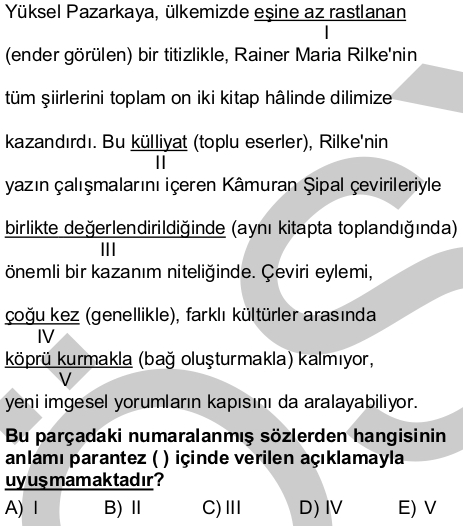 Yüksel Pazarkaya, ülkemizde eşine az rastlanan
I
(ender görülen) bir titizlikle, Rainer Maria Rilke'nin
tüm şiirlerini toplam on iki kitap hâlinde dilimize
kazandırdı. Bu külliyat (toplu eserler), Rilke'nin
II
yazın çalışmalarını içeren Kâmuran Şipal çevirileriyle
birlikte değerlendirildiğinde (aynı kitapta toplandığında)
III
önemli bir kazanım niteliğinde. Çeviri eylemi,
çoğu kez (genellikle), farklı kültürler arasında
IV
köprü kurmakla (bağ oluşturmakla) kalmıyor,
V
yeni imgesel yorumların kapısını da aralayabiliyor.
Bu parçadaki numaralanmış sözlerden hangisinin
anlamı parantez ( ) içinde verilen açıklamayla
uyuşmamaktadır?
A) I B) II C) III D) IV E) V